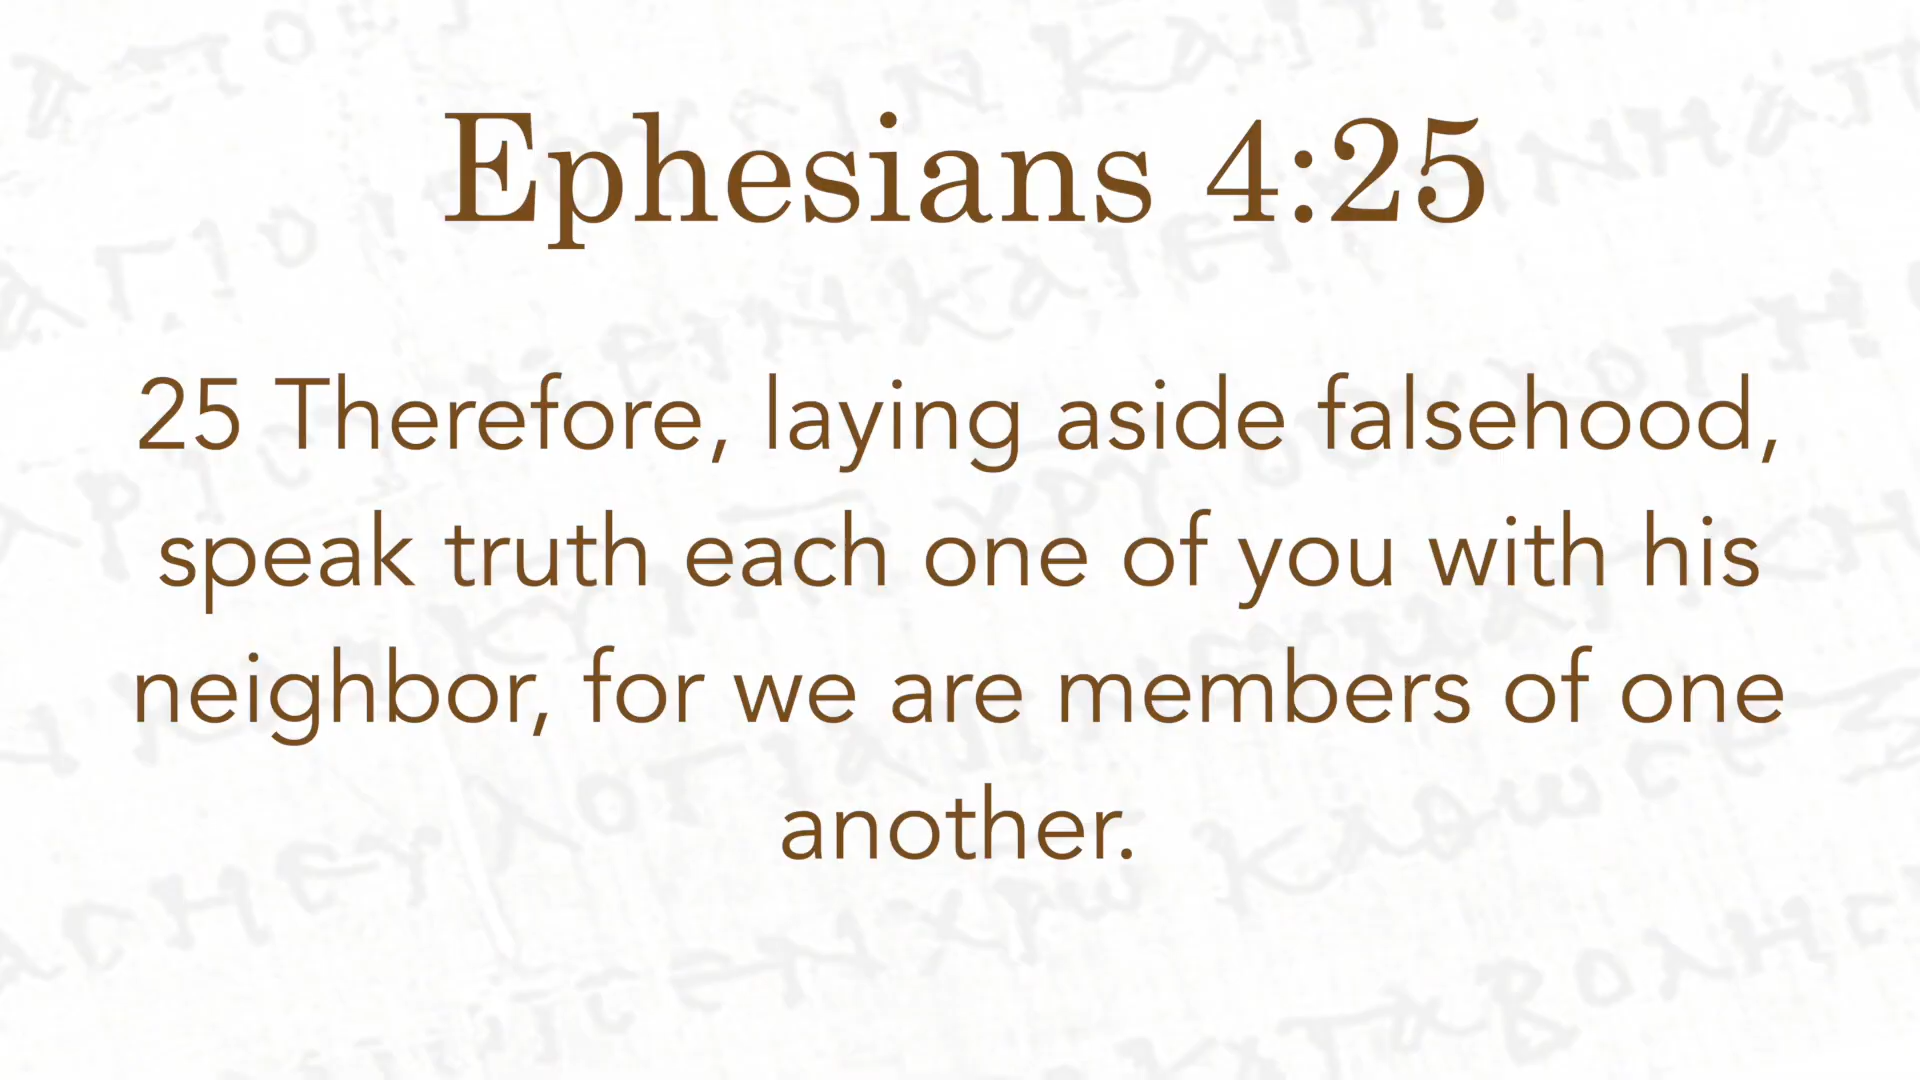 Ephesians 4:25
25 Therefore, laying aside falsehood,
speak truth each one of you with his
neighbor, for we are members of one
another.